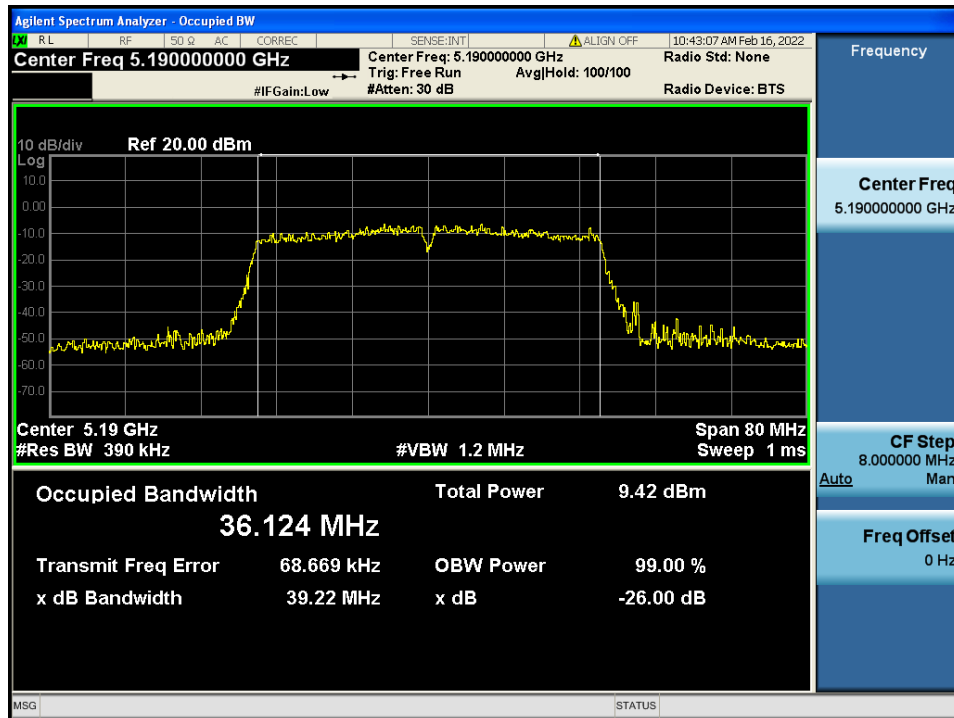 Agilent Spectrum Analyzer - Occupied BW
LXI RL RF 50 Ω AC CORREC SENSE:INT ALIGN OFF 10:43:07 AM Feb 16, 2022
Center Freq 5.190000000 GHz
Center Freq: 5.190000000 GHz
Radio Std: None
Trig: Free Run Avg|Hold: 100/100
#IFGain:Low
#Atten: 30 dB
Radio Device: BTS
10 dB/div Ref 20.00 dBm
Log
10.0
0.00
-10.0
-20.0
-30.0
-40.0
-50.0
-60.0
-70.0
Center 5.19 GHz Span 80 MHz
#Res BW 390 kHz #VBW 1.2 MHz Sweep 1 ms
Occupied Bandwidth Total Power 9.42 dBm
36.124 MHz
Transmit Freq Error 68.669 kHz OBW Power 99.00 %
x dB Bandwidth 39.22 MHz x dB -26.00 dB
Frequency
Center Freq
5.190000000 GHz
CF Step
8.000000 MHz
Auto Man
Freq Offset
0 Hz
MSG STATUS